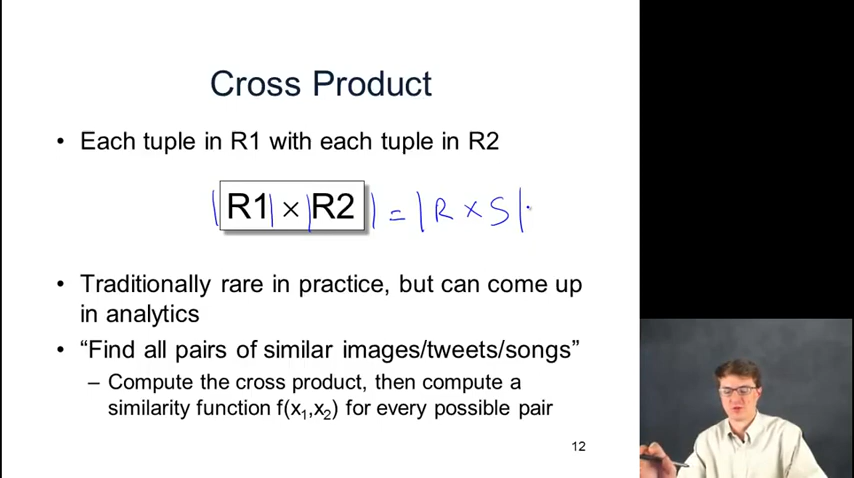 Cross Product
• Each tuple in R1 with each tuple in R2
|R1| × |R2| = |R × S|
• Traditionally rare in practice, but can come up
in analytics
• “Find all pairs of similar images/tweets/songs”
– Compute the cross product, then compute a
similarity function f(x₁,x₂) for every possible pair
12